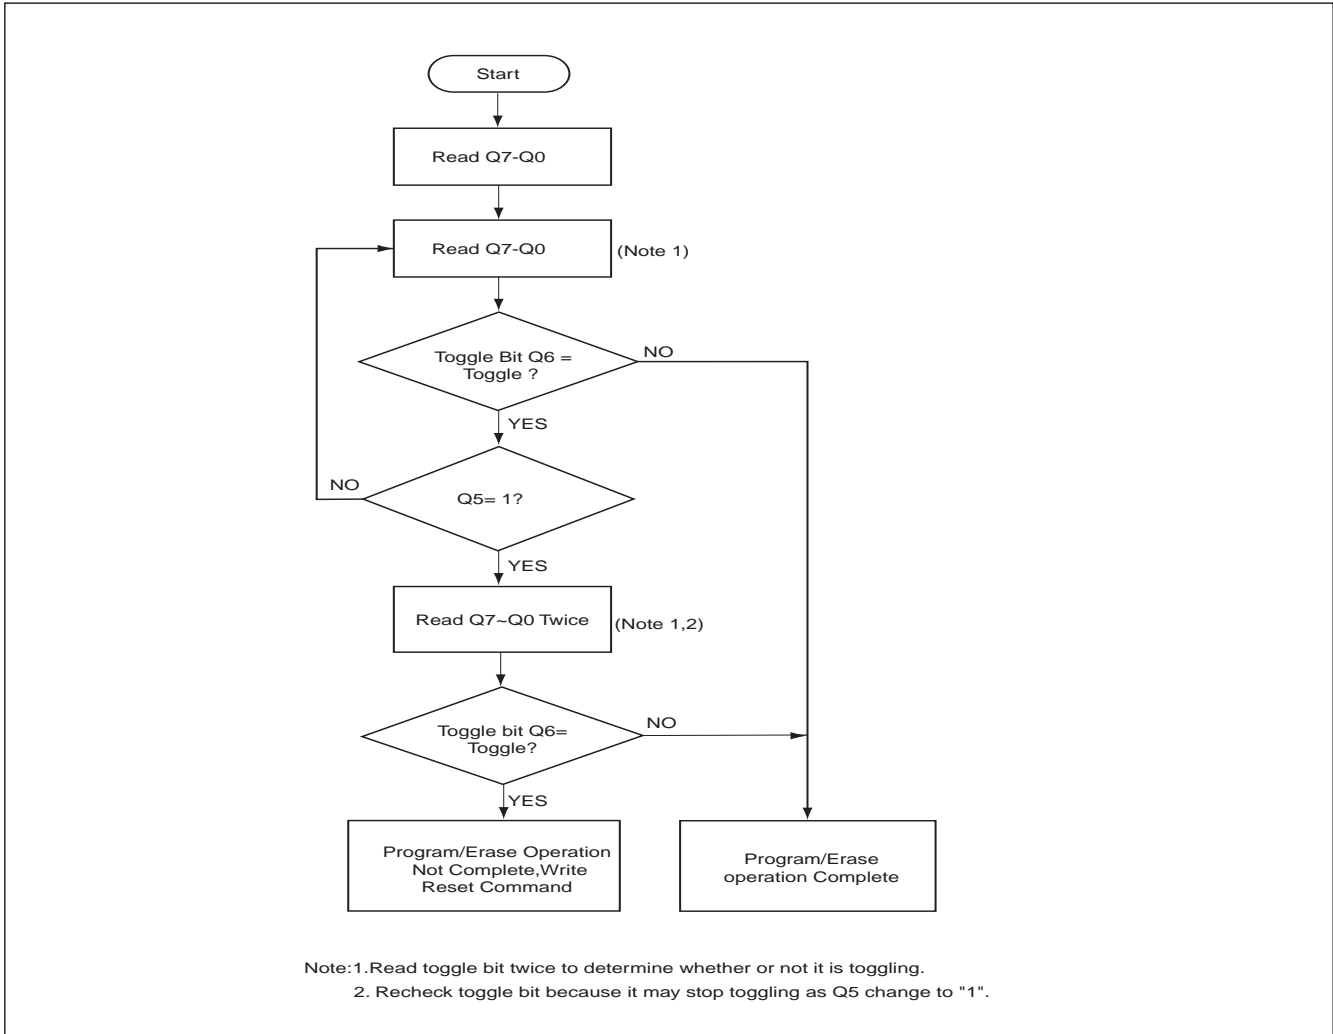 Start
Read Q7-Q0
Read Q7-Q0
(Note 1)
Toggle Bit Q6 =
Toggle ?
NO
YES
NO
Q5= 1?
YES
Read Q7~Q0 Twice
(Note 1,2)
Toggle bit Q6=
Toggle?
NO
YES
Program/Erase Operation
Not Complete,Write
Reset Command
Program/Erase
operation Complete
Note:1.Read toggle bit twice to determine whether or not it is toggling.
2. Recheck toggle bit because it may stop toggling as Q5 change to "1".